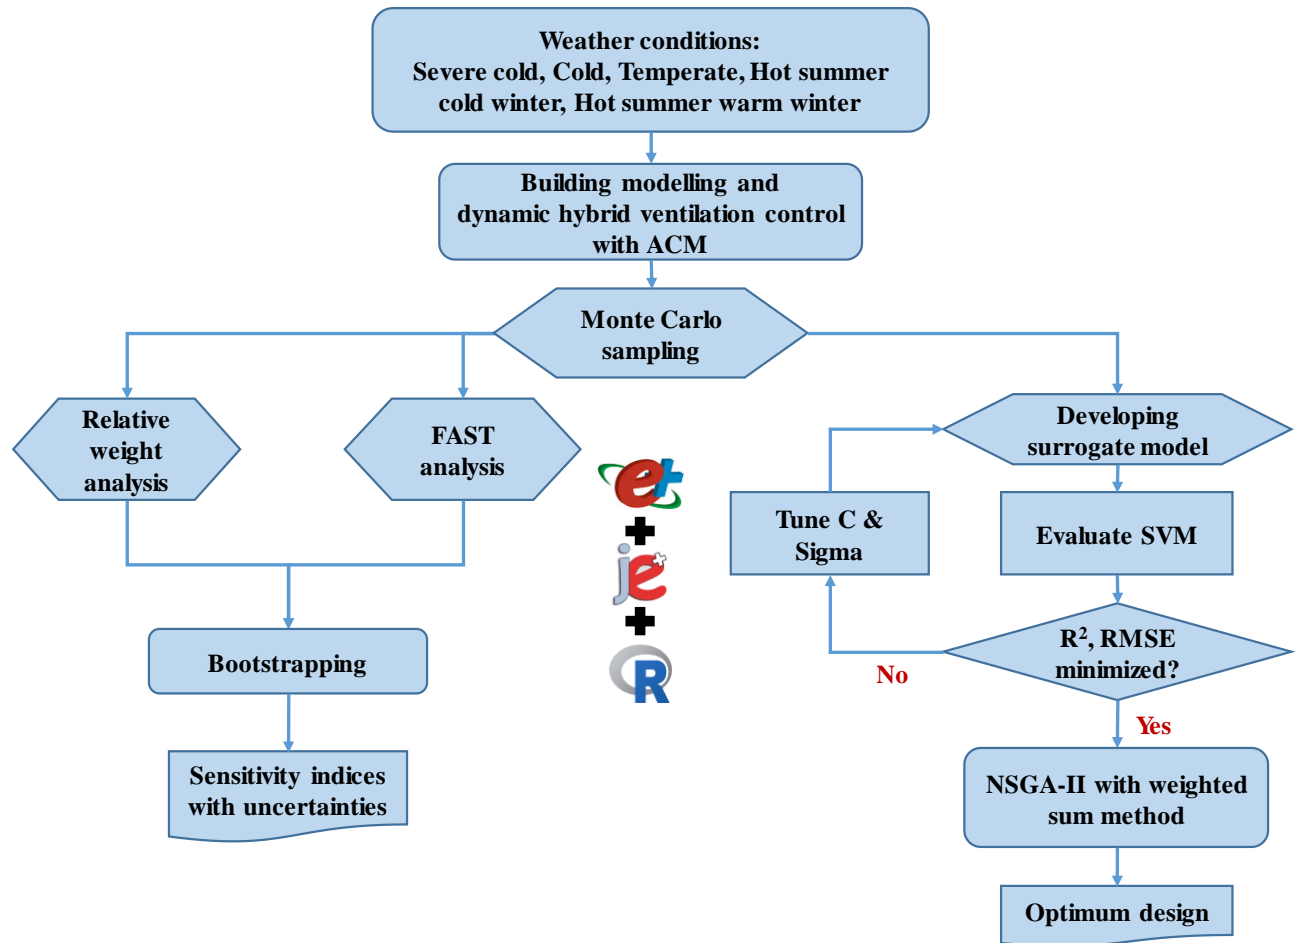 Weather conditions:
Severe cold, Cold, Temperate, Hot summer
cold winter, Hot summer warm winter
Building modelling and
dynamic hybrid ventilation control
with ACM
Monte Carlo
sampling
Relative
weight
analysis
FAST
analysis
Developing
surrogate model
e+
Tune C &
Sigma
Evaluate SVM
je+
R², RMSE
minimized?
No
Bootstrapping
R
Yes
Sensitivity indices
with uncertainties
NSGA-II with weighted
sum method
Optimum design